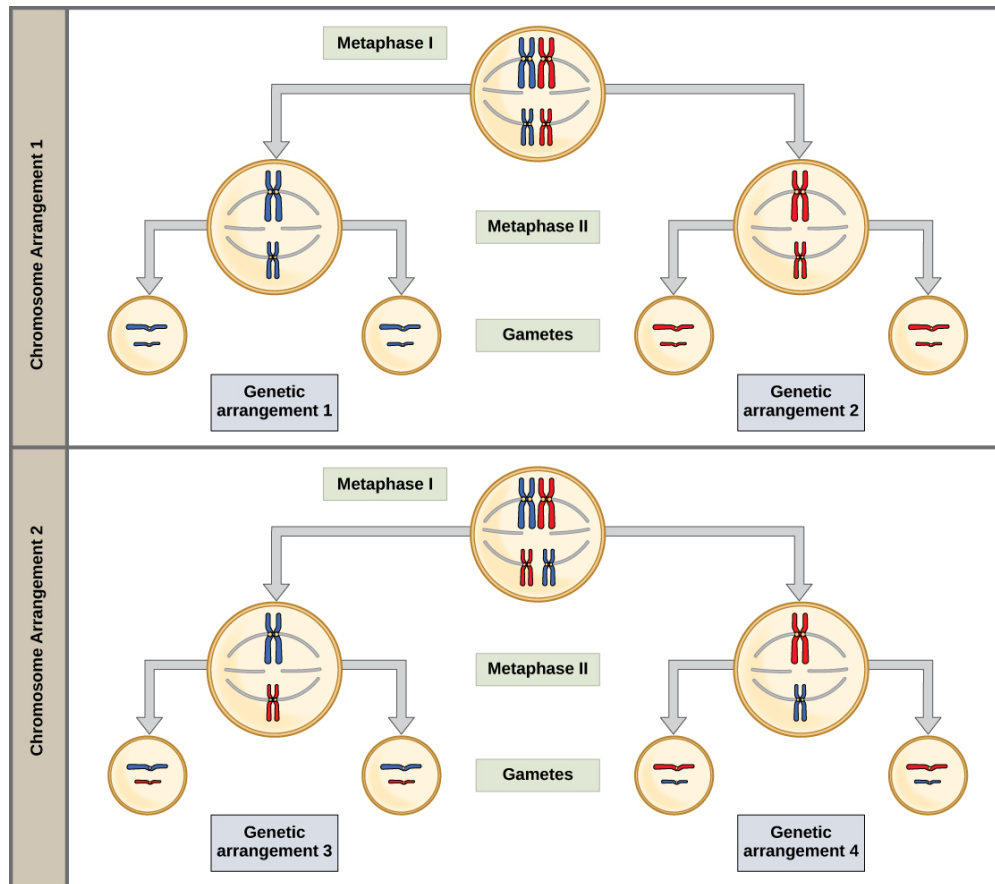 Chromosome Arrangement 1
Metaphase I
Metaphase II
Gametes
Genetic
arrangement 1
Genetic
arrangement 2
Chromosome Arrangement 2
Metaphase I
Metaphase II
Gametes
Genetic
arrangement 3
Genetic
arrangement 4